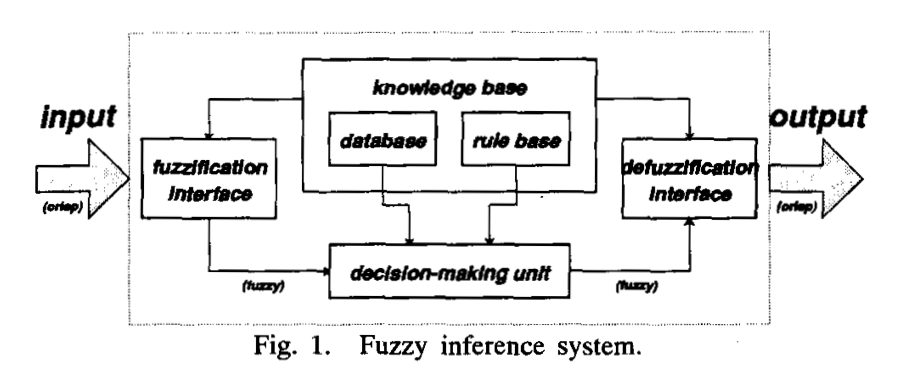 input
(crisp)
knowledge base
database
rule base
fuzzification
interface
defuzzification
interface
output
(crisp)
decision-making unit
(fuzzy)
(fuzzy)
Fig. 1. Fuzzy inference system.